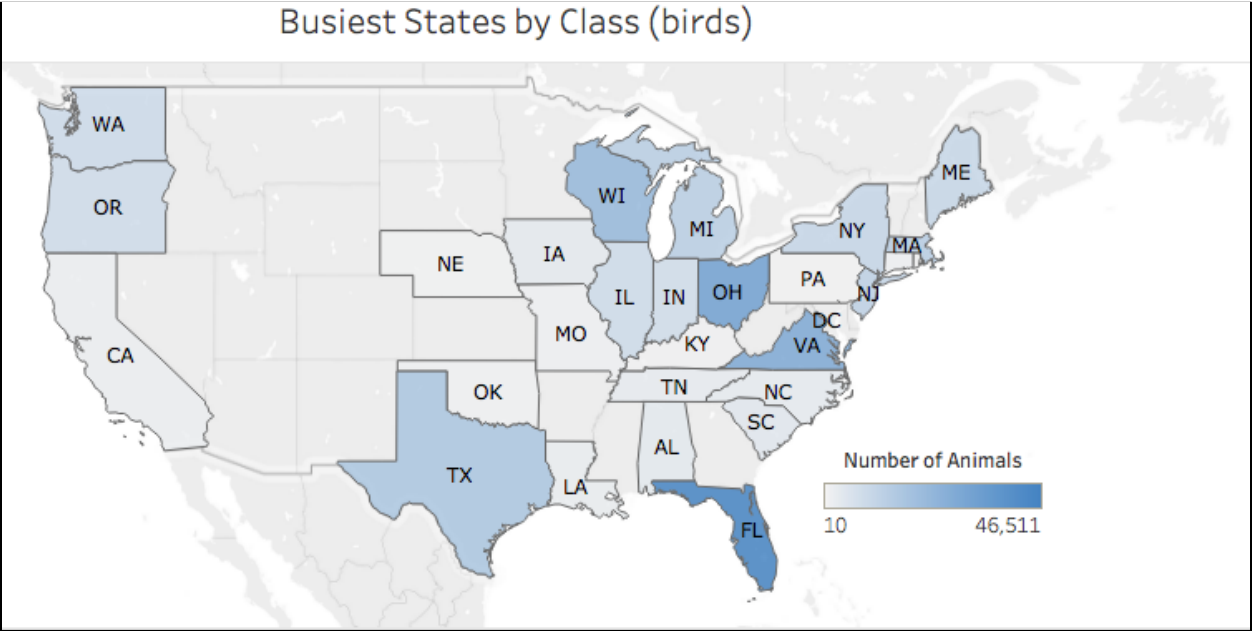 Busiest States by Class (birds)
WA
ME
WI
OR
MI
NY
MA
IA
NE
PA
OH
IL
IN
NJ
DC
MO
KY
VA
CA
TN
OK
NC
SC
AL
TX
LA
FL
Number of Animals
10 46,511